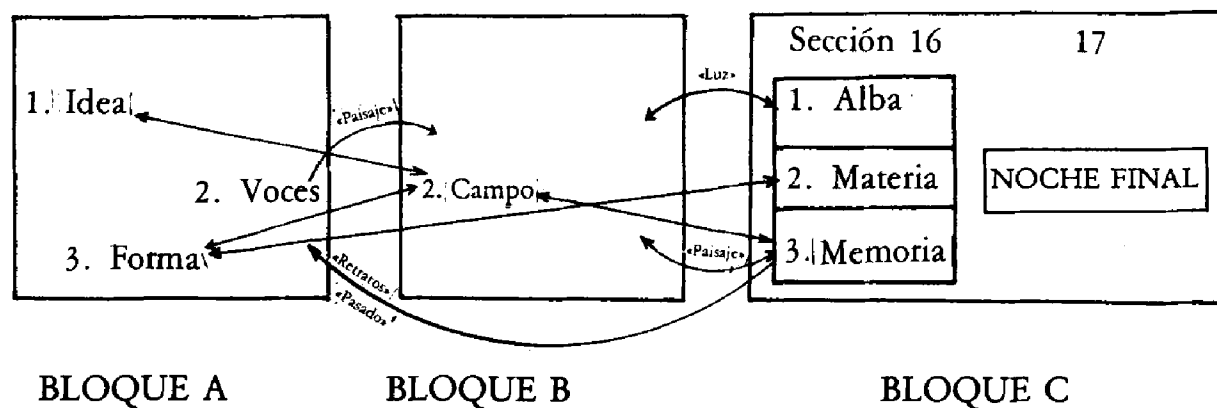 Sección 16 17
«Luz»
1. Idea
«Paisaje»
1. Alba
2. Voces
2. Campo
2. Materia
NOCHE FINAL
3. Forma
«Paisaje»
3. Memoria
«Retratos»
«Pasado»
BLOQUE A BLOQUE B BLOQUE C